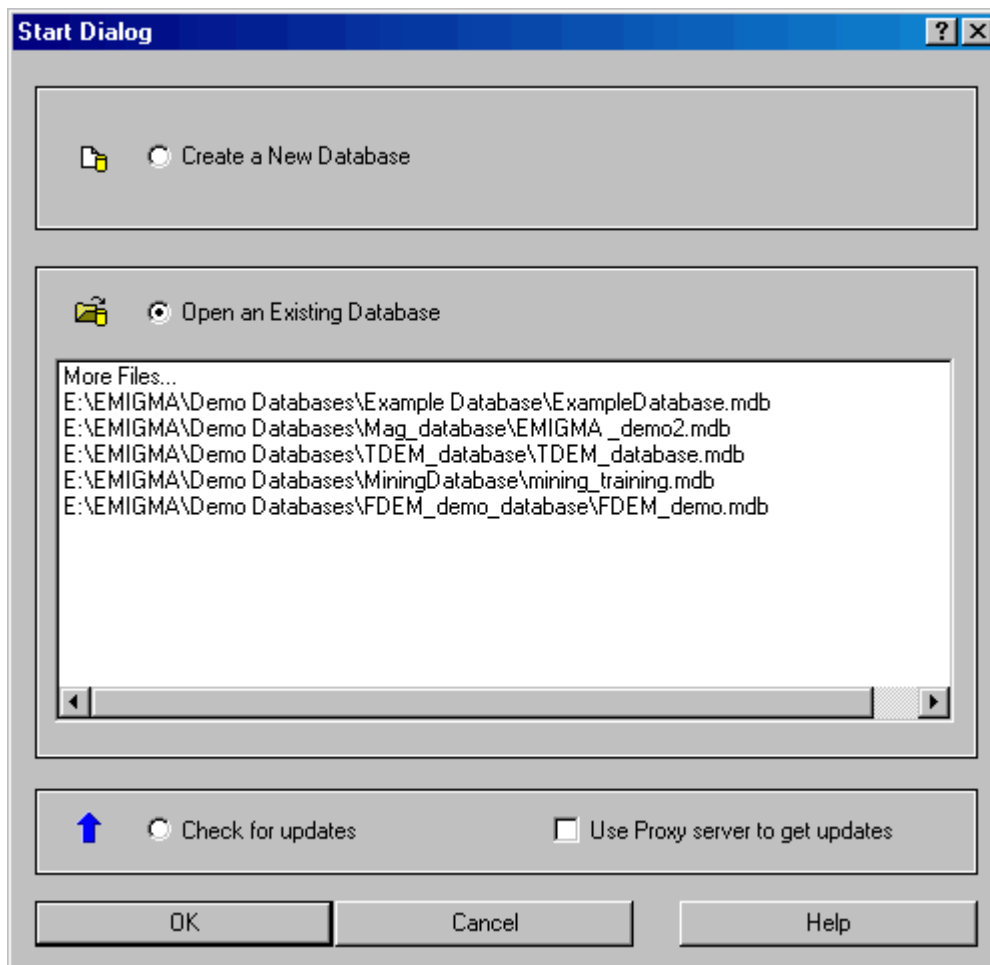 Start Dialog
Create a New Database
Open an Existing Database
More Files...
E:\EMIGMA\Demo Databases\Example Database\ExampleDatabase.mdb
E:\EMIGMA\Demo Databases\Mag_database\EMIGMA _demo2.mdb
E:\EMIGMA\Demo Databases\TDEM_database\TDEM_database.mdb
E:\EMIGMA\Demo Databases\MiningDatabase\mining_training.mdb
E:\EMIGMA\Demo Databases\FDEM_demo_database\FDEM_demo.mdb
Check for updates
Use Proxy server to get updates
OK
Cancel
Help